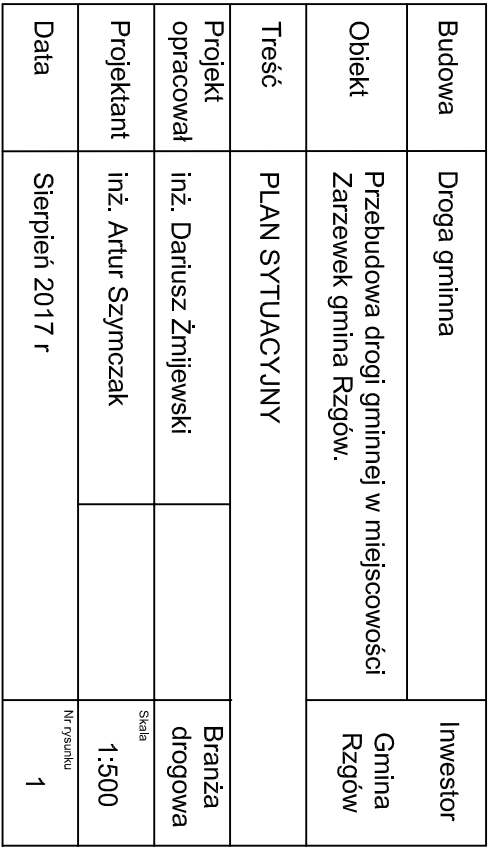 Budowa
Droga gminna
Inwestor
Obiekt
Przebudowa drogi gminnej w miejscowości
Zarzewek gmina Rzgów.
Gmina
Rzgów
Treść
PLAN SYTUACYJNY
Projekt
opracował
inż. Dariusz Żmijewski
Branża
drogowa
Projektant
inż. Artur Szymczak
Skala
1:500
Data
Sierpień 2017 r
Nr rysunku
1